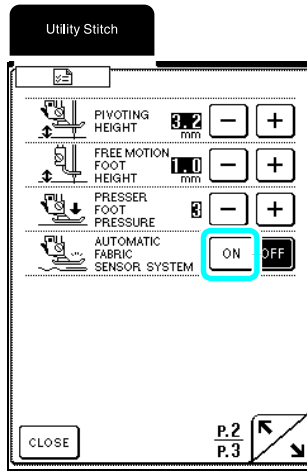 Utility Stitch
PIVOTING
HEIGHT
3.2
mm
− +
FREE MOTION
FOOT
HEIGHT
1.0
mm
− +
PRESSER
FOOT
PRESSURE
3
− +
AUTOMATIC
FABRIC
SENSOR SYSTEM
ON OFF
CLOSE
P.2
P.3